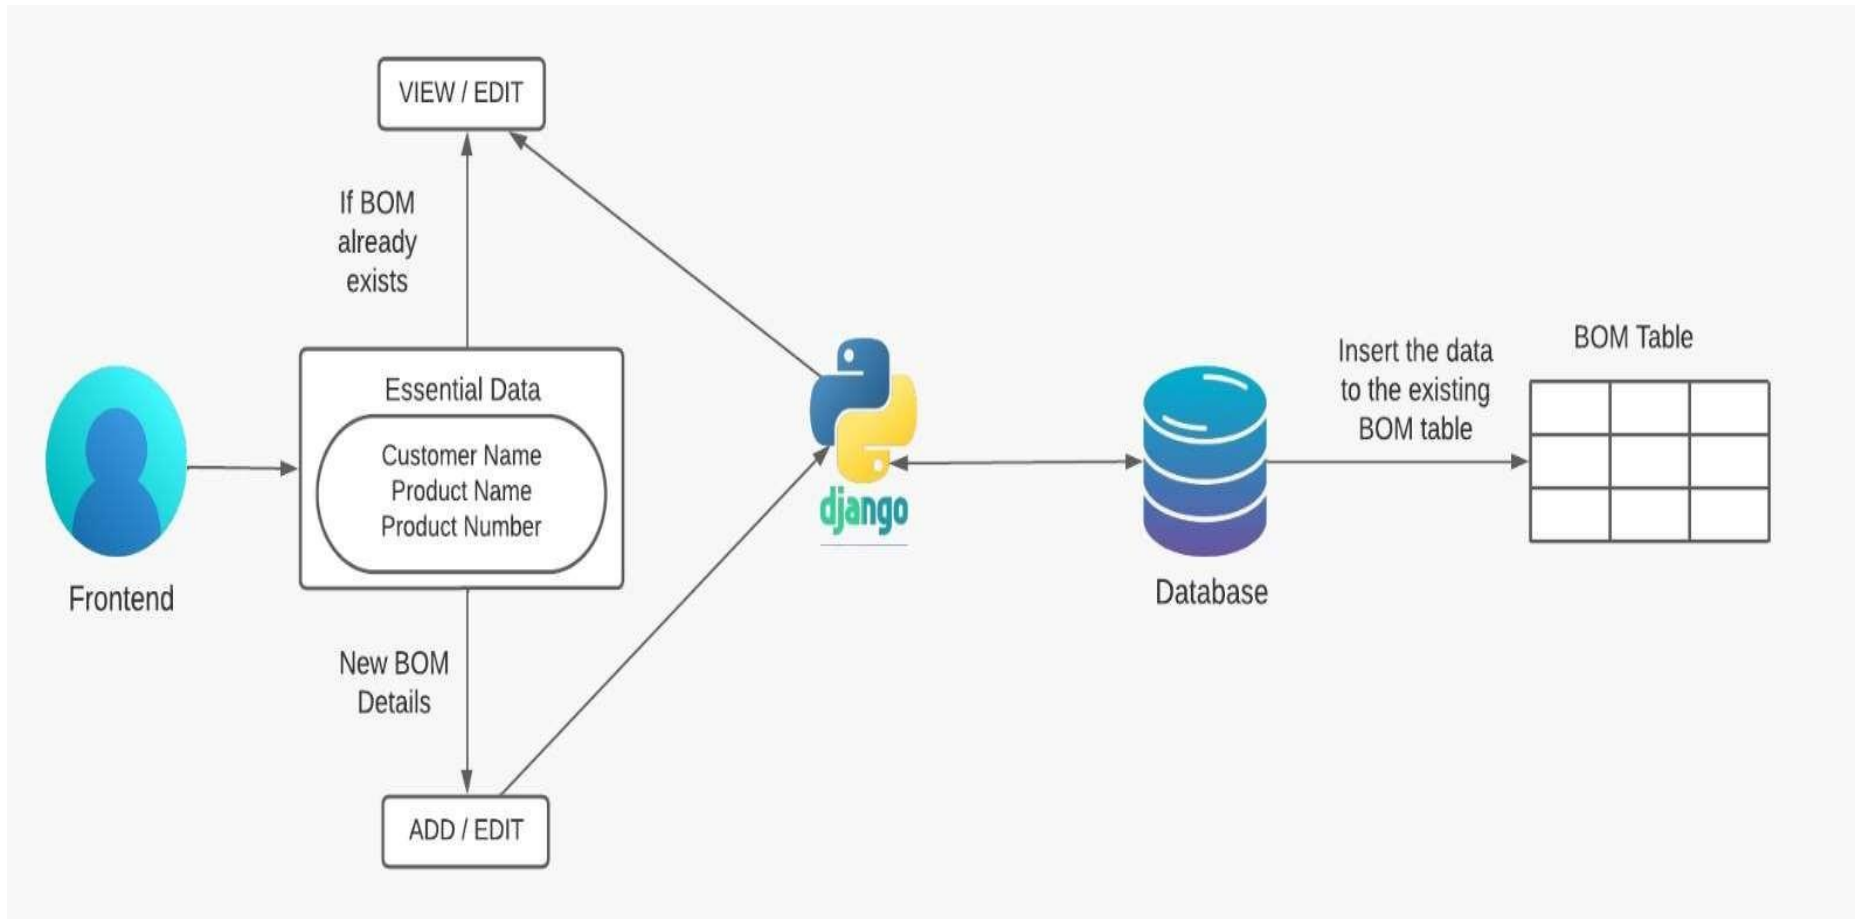 VIEW / EDIT
If BOM
already
exists
Essential Data
Customer Name
Product Name
Product Number
Frontend
New BOM
Details
ADD / EDIT
django
Database
Insert the data
to the existing
BOM table
BOM Table